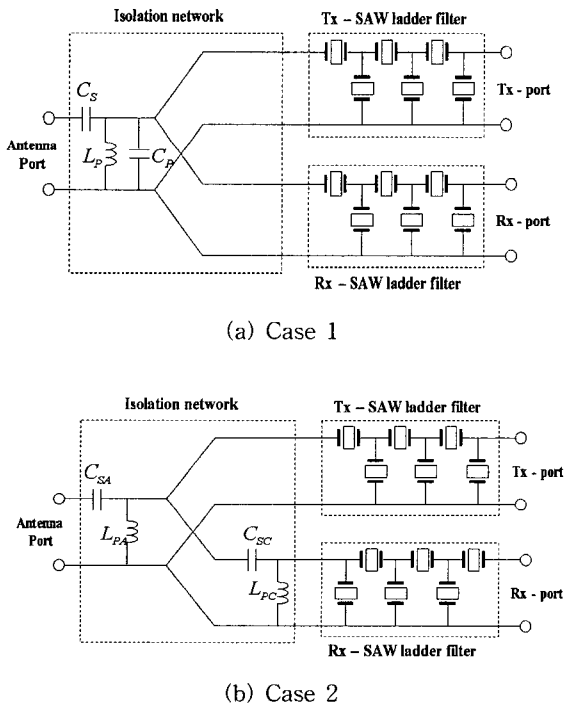 Isolation network
Tx – SAW ladder filter
C_S
Tx - port
Antenna
Port
L_P
C_P
Rx - port
Rx – SAW ladder filter
(a) Case 1
Isolation network
Tx – SAW ladder filter
C_SA
Tx - port
Antenna
Port
L_PA
C_SC
L_PC
Rx - port
Rx – SAW ladder filter
(b) Case 2